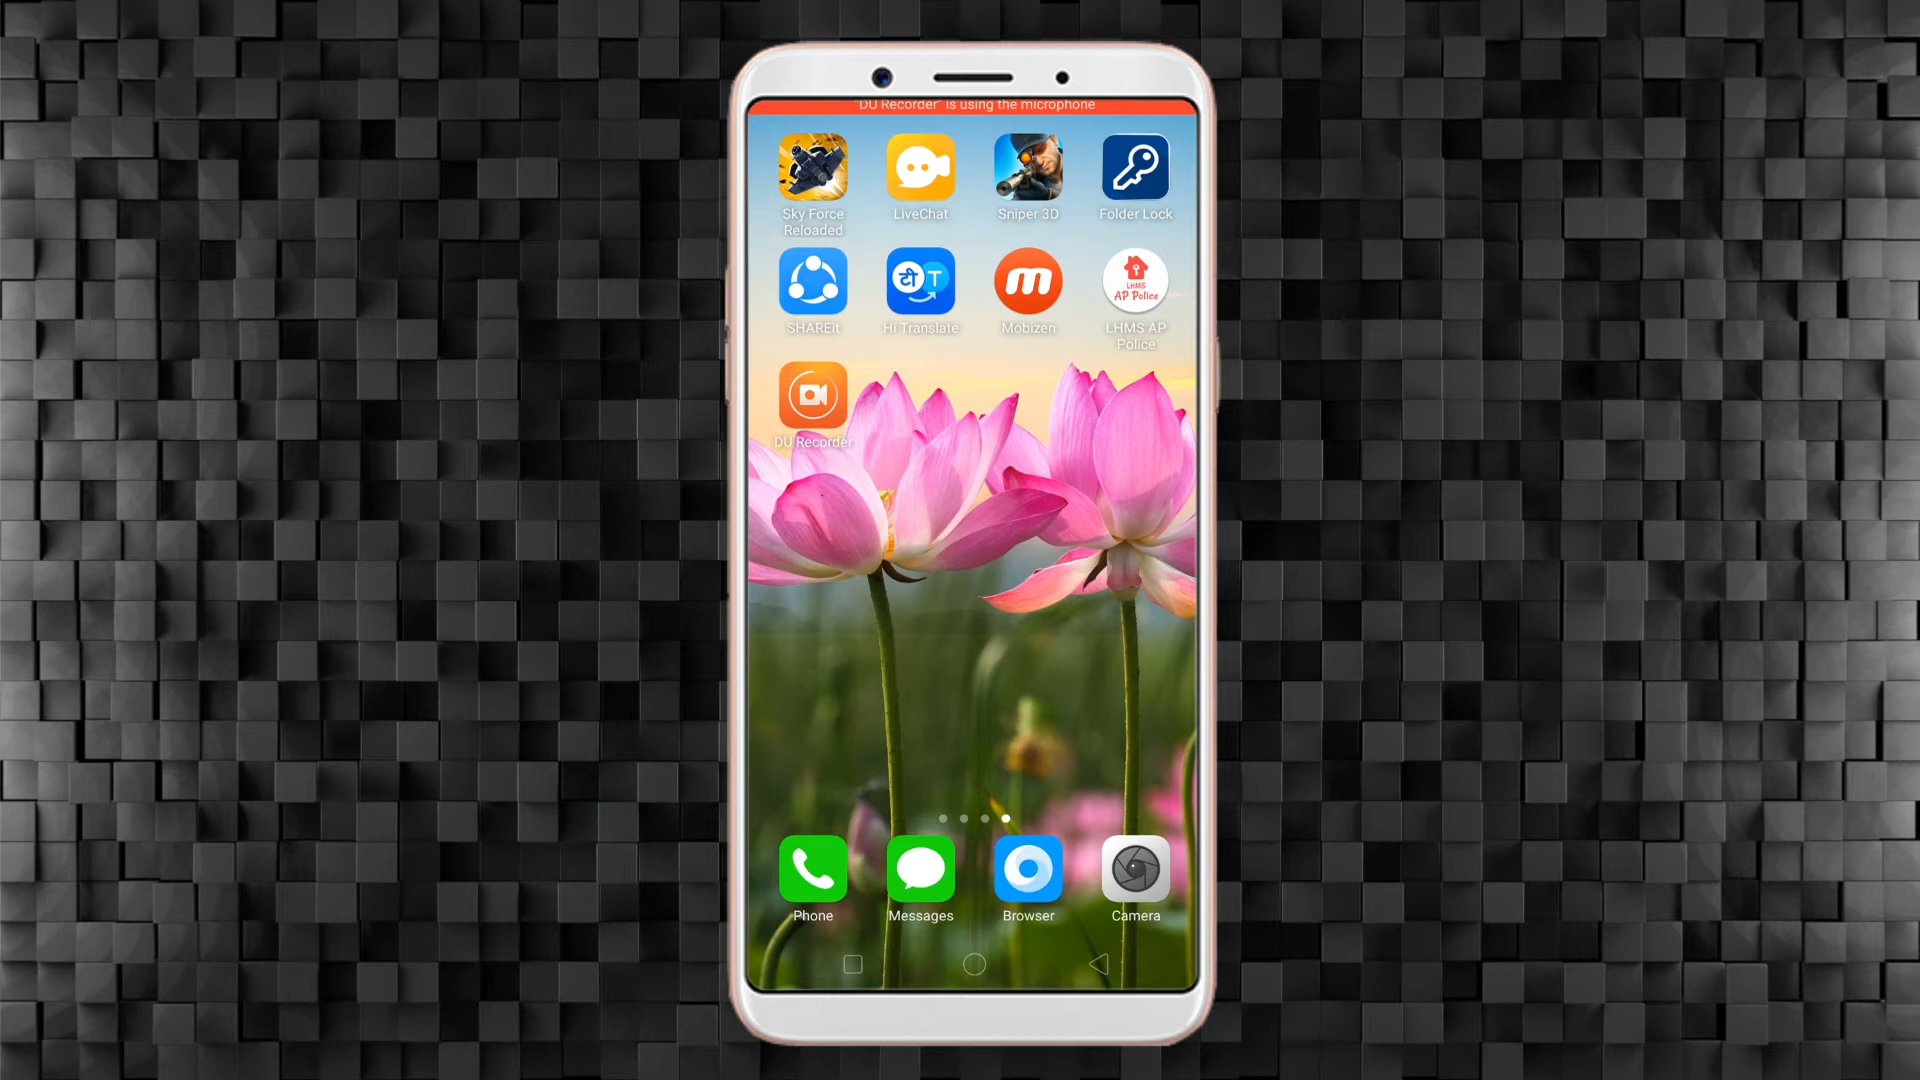 DU Recorder" is using the microphone
Sky Force
Reloaded
LiveChat
Sniper 3D
Folder Lock
टी T
m
LHMS
AP Police
SHAREit
Hi Translate
Mobizen
LHMS AP
Police
DU Recorder
Phone
Messages
Browser
Camera